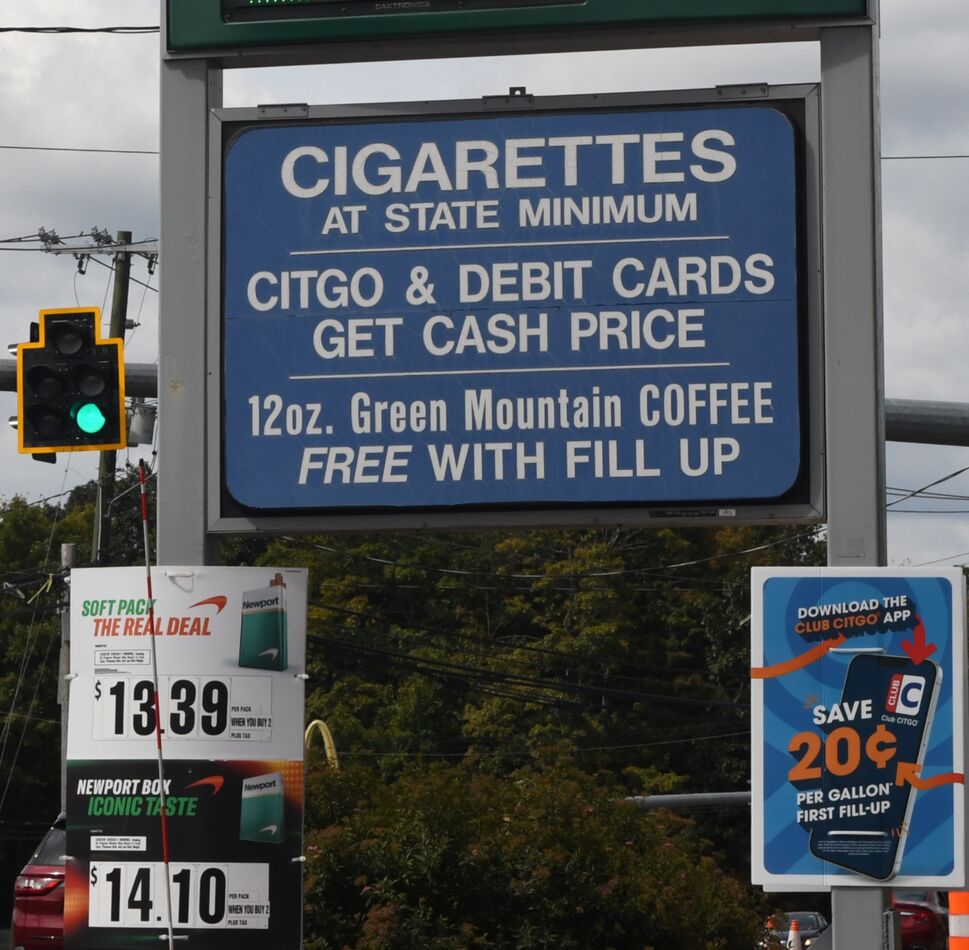 DAKTRONICS
CIGARETTES
AT STATE MINIMUM
CITGO & DEBIT CARDS
GET CASH PRICE
12oz. Green Mountain COFFEE
FREE WITH FILL UP
SOFT PACK
THE REAL DEAL
Newport
$13.39
PER PACK
WHEN YOU BUY 2
PLUS TAX
NEWPORT BOX
ICONIC TASTE
Newport
$14.10
PER PACK
WHEN YOU BUY 2
PLUS TAX
DOWNLOAD THE
CLUB CITGO® APP
CLUB C
Club CITGO
SAVE
20¢
PER GALLON*
FIRST FILL-UP